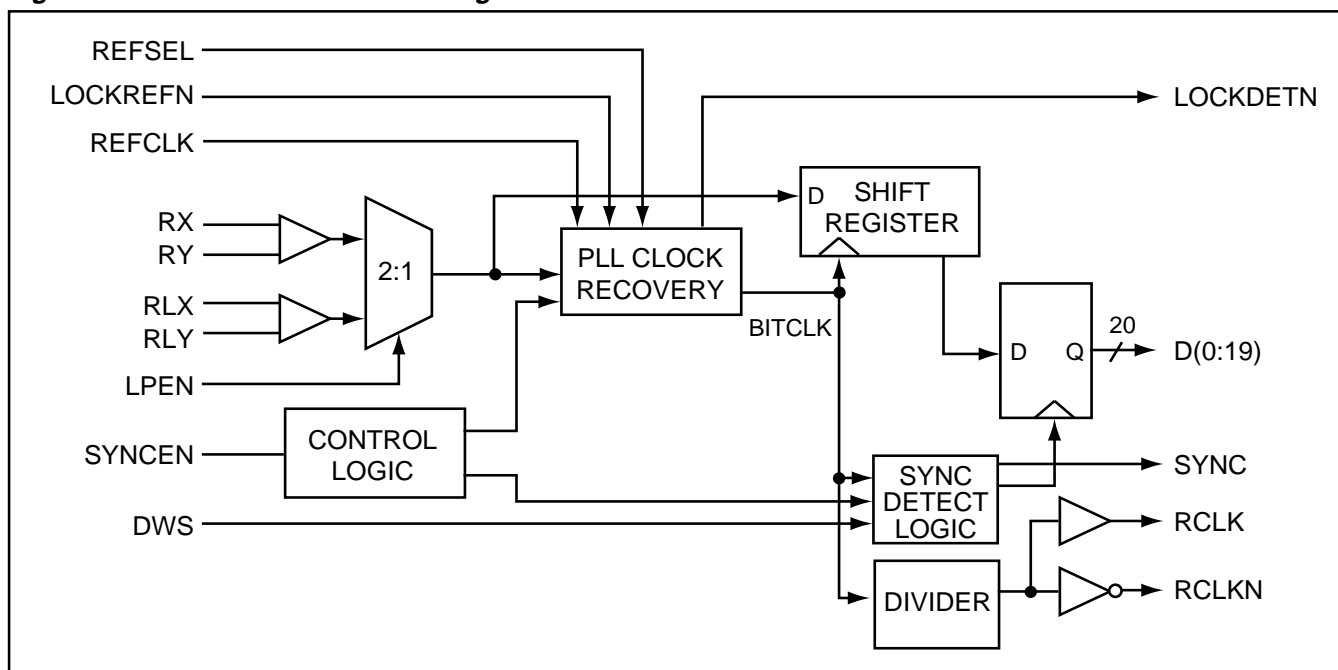 REFSEL
LOCKREFN
REFCLK
LOCKDETN
RX
RY
RLX
RLY
2:1
LPEN
PLL CLOCK
RECOVERY
D
SHIFT
REGISTER
BITCLK
D
Q
20
D(0:19)
SYNCEN
CONTROL
LOGIC
DWS
SYNC
DETECT
LOGIC
SYNC
DIVIDER
RCLK
RCLKN